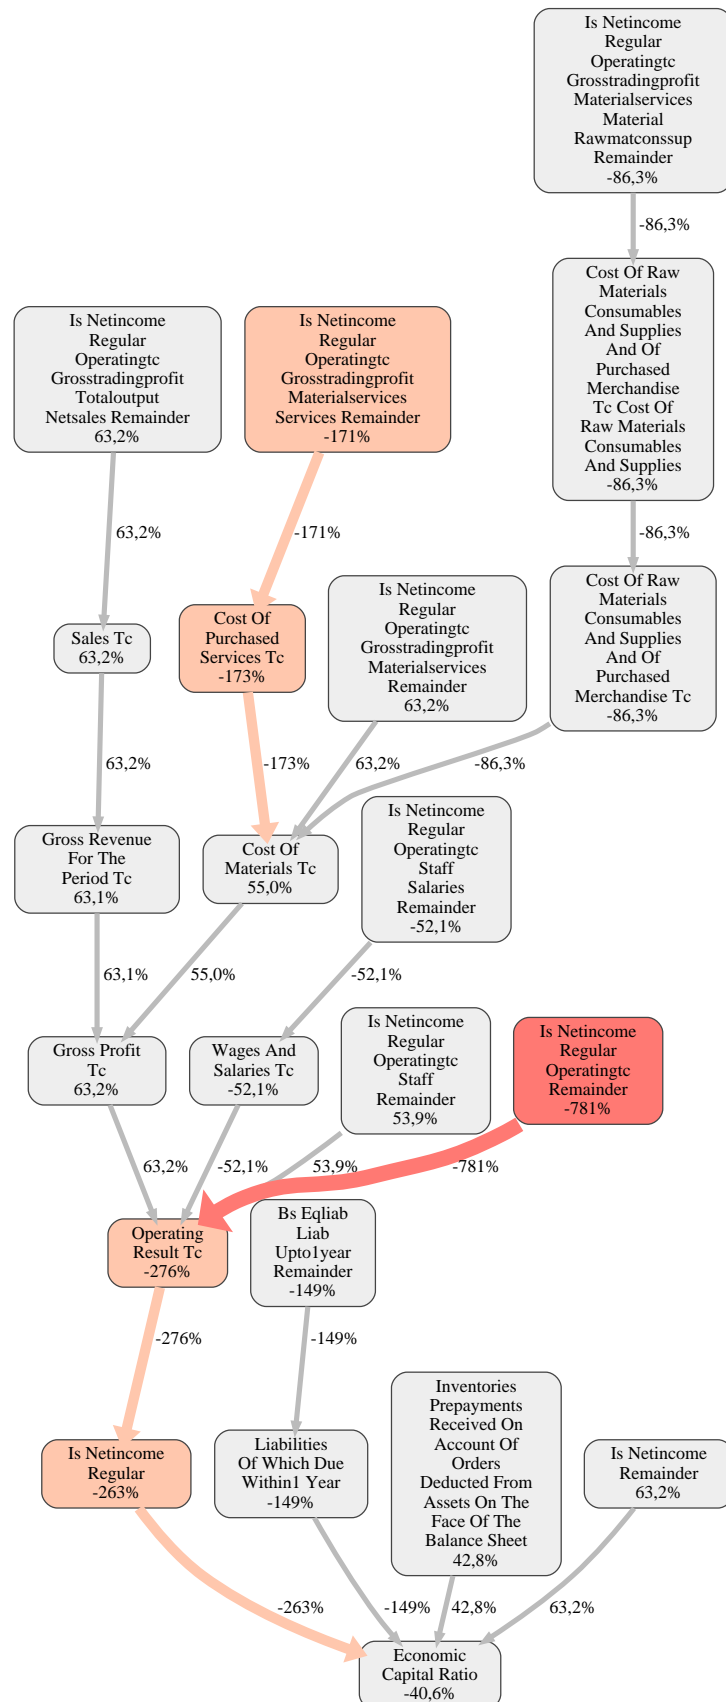 Is Netincome
Regular
Operatingtc
Grosstradingprofit
Materialservices
Material
Rawmatconssup
Remainder
-86,3%
-86,3%
Cost Of Raw
Materials
Consumables
And Supplies
And Of
Purchased
Merchandise
Tc Cost Of
Raw Materials
Consumables
And Supplies
-86,3%
Is Netincome
Regular
Operatingtc
Grosstradingprofit
Totaloutput
Netsales Remainder
63,2%
Is Netincome
Regular
Operatingtc
Grosstradingprofit
Materialservices
Services Remainder
-171%
63,2%
-171%
-86,3%
Sales Tc
63,2%
Cost Of
Purchased
Services Tc
-173%
Is Netincome
Regular
Operatingtc
Grosstradingprofit
Materialservices
Remainder
63,2%
Cost Of Raw
Materials
Consumables
And Supplies
And Of
Purchased
Merchandise Tc
-86,3%
63,2%
-173%
63,2%
-86,3%
Gross Revenue
For The
Period Tc
63,1%
Cost Of
Materials Tc
55,0%
Is Netincome
Regular
Operatingtc
Staff
Salaries
Remainder
-52,1%
63,1%
55,0%
-52,1%
Gross Profit
Tc
63,2%
Wages And
Salaries Tc
-52,1%
Is Netincome
Regular
Operatingtc
Staff
Remainder
53,9%
Is Netincome
Regular
Operatingtc
Remainder
-781%
63,2%
-52,1%
53,9%
-781%
Operating
Result Tc
-276%
Bs Eqliab
Liab
Upto1year
Remainder
-149%
-276%
-149%
Is Netincome
Regular
-263%
Liabilities
Of Which Due
Within1 Year
-149%
Inventories
Prepayments
Received On
Account Of
Orders
Deducted From
Assets On The
Face Of The
Balance Sheet
42,8%
Is Netincome
Remainder
63,2%
-263%
-149%
42,8%
63,2%
Economic
Capital Ratio
-40,6%